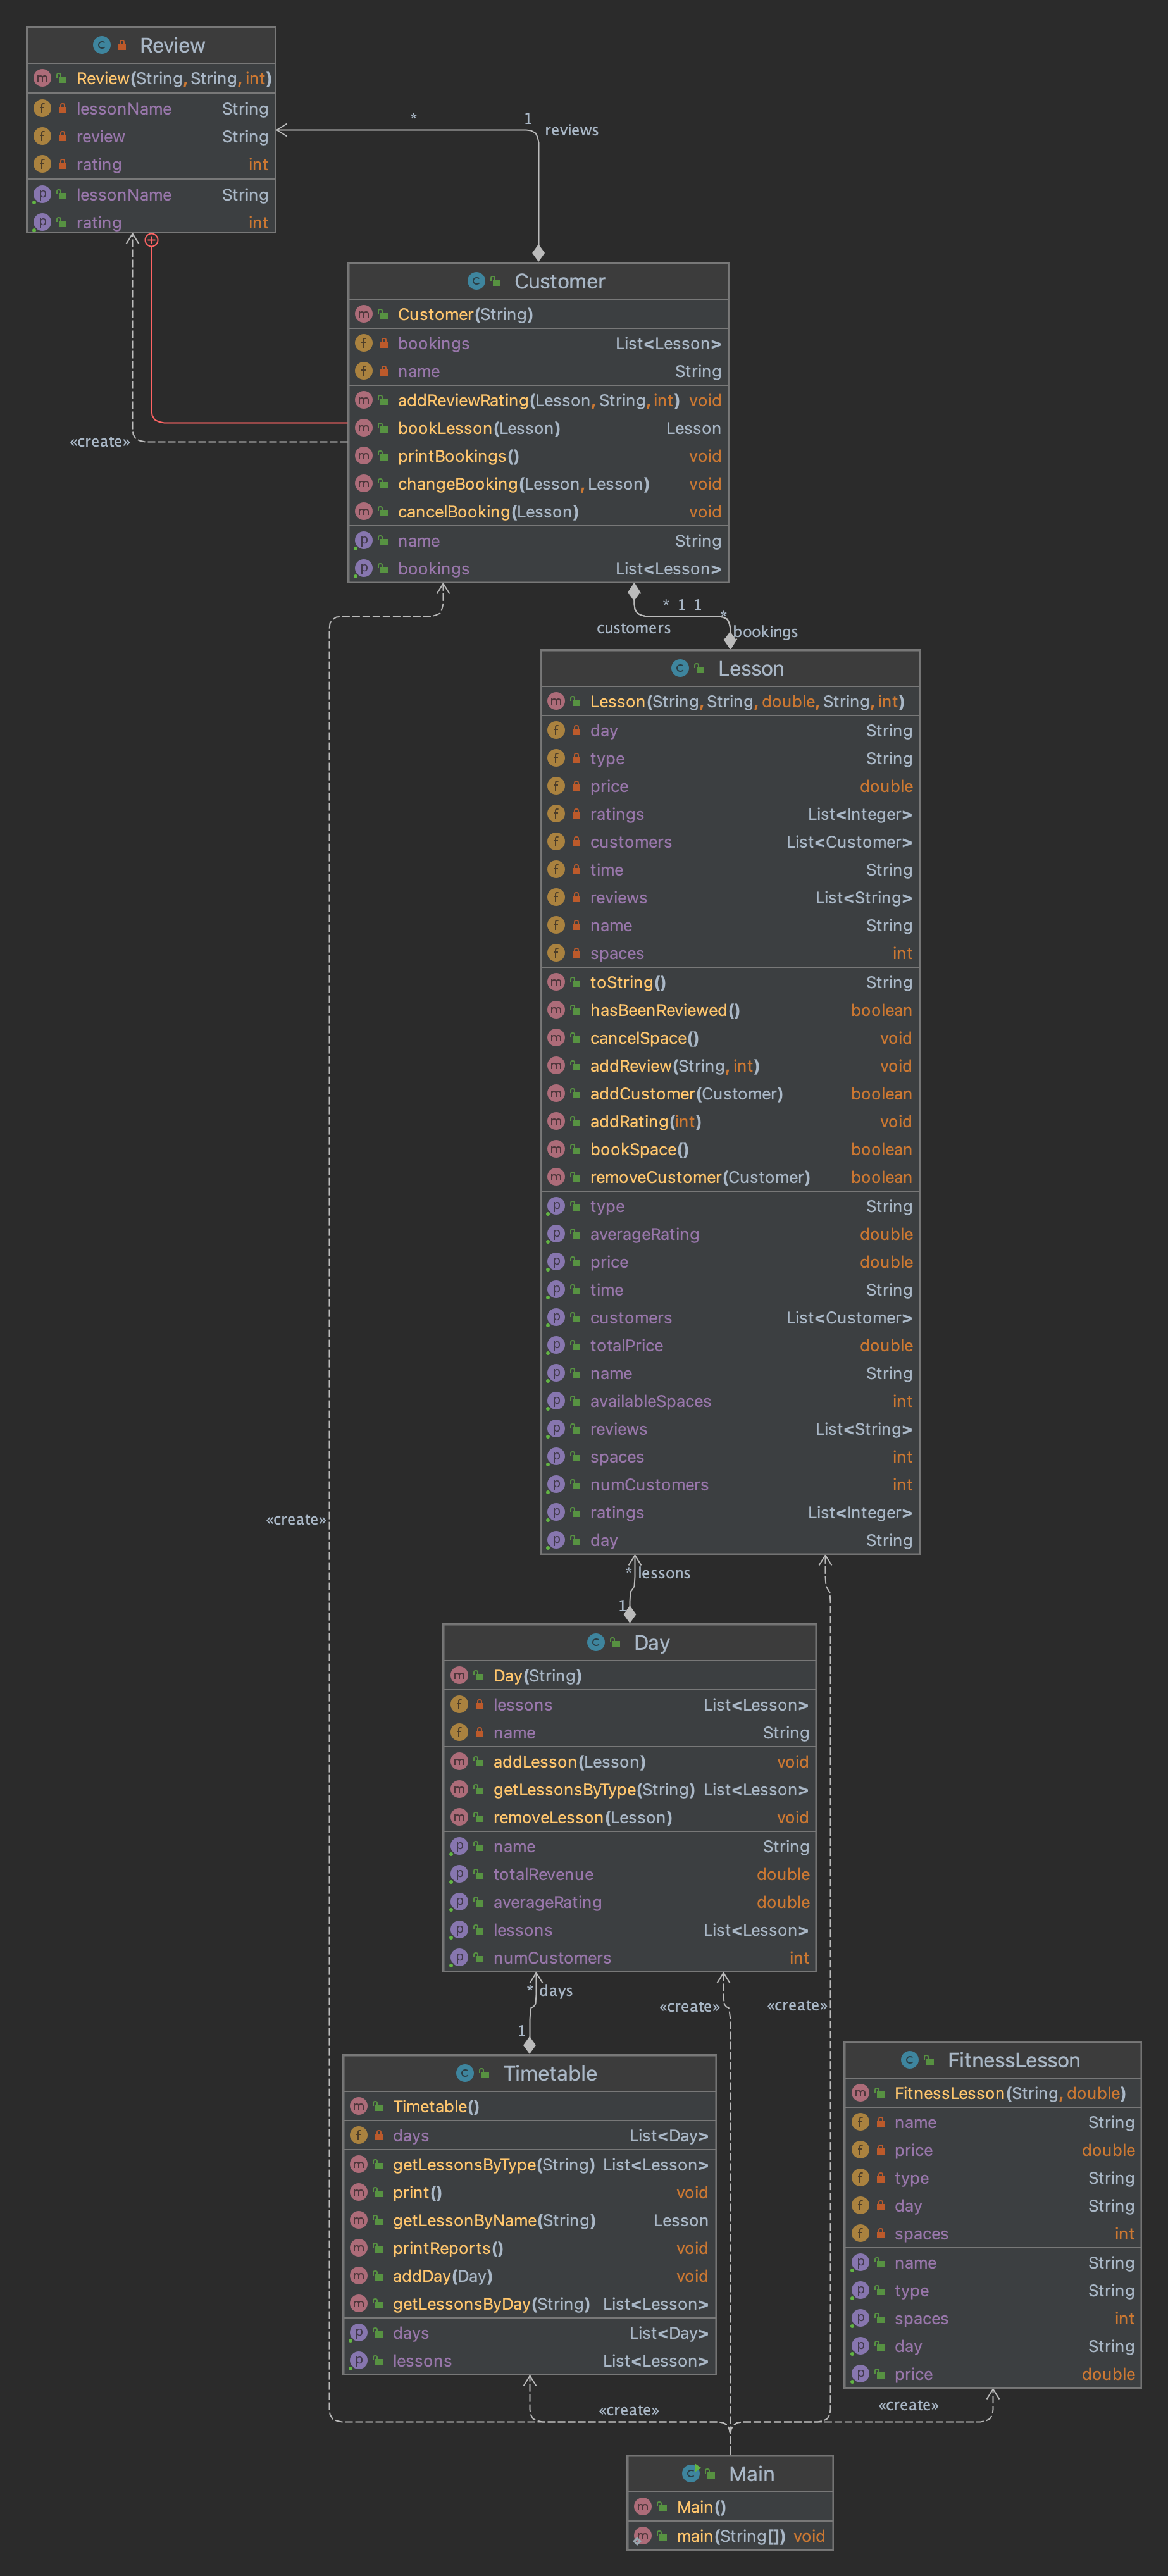 Review
Review(String, String, int)
lessonName String
review String
rating int
lessonName String
rating int
* 1 reviews
Customer
Customer(String)
bookings List<Lesson>
name String
addReviewRating(Lesson, String, int) void
bookLesson(Lesson) Lesson
printBookings() void
changeBooking(Lesson, Lesson) void
cancelBooking(Lesson) void
name String
bookings List<Lesson>
«create»
* 1 1 *
customers bookings
Lesson
Lesson(String, String, double, String, int)
day String
type String
price double
ratings List<Integer>
customers List<Customer>
time String
reviews List<String>
name String
spaces int
toString() String
hasBeenReviewed() boolean
cancelSpace() void
addReview(String, int) void
addCustomer(Customer) boolean
addRating(int) void
bookSpace() boolean
removeCustomer(Customer) boolean
type String
averageRating double
price double
time String
customers List<Customer>
totalPrice double
name String
availableSpaces int
reviews List<String>
spaces int
numCustomers int
ratings List<Integer>
day String
«create»
* lessons
1
Day
Day(String)
lessons List<Lesson>
name String
addLesson(Lesson) void
getLessonsByType(String) List<Lesson>
removeLesson(Lesson) void
name String
totalRevenue double
averageRating double
lessons List<Lesson>
numCustomers int
* days
«create» «create»
1
Timetable
Timetable()
days List<Day>
getLessonsByType(String) List<Lesson>
print() void
getLessonByName(String) Lesson
printReports() void
addDay(Day) void
getLessonsByDay(String) List<Lesson>
days List<Day>
lessons List<Lesson>
FitnessLesson
FitnessLesson(String, double)
name String
price double
type String
day String
spaces int
name String
type String
spaces int
day String
price double
«create» «create»
Main
Main()
main(String[]) void